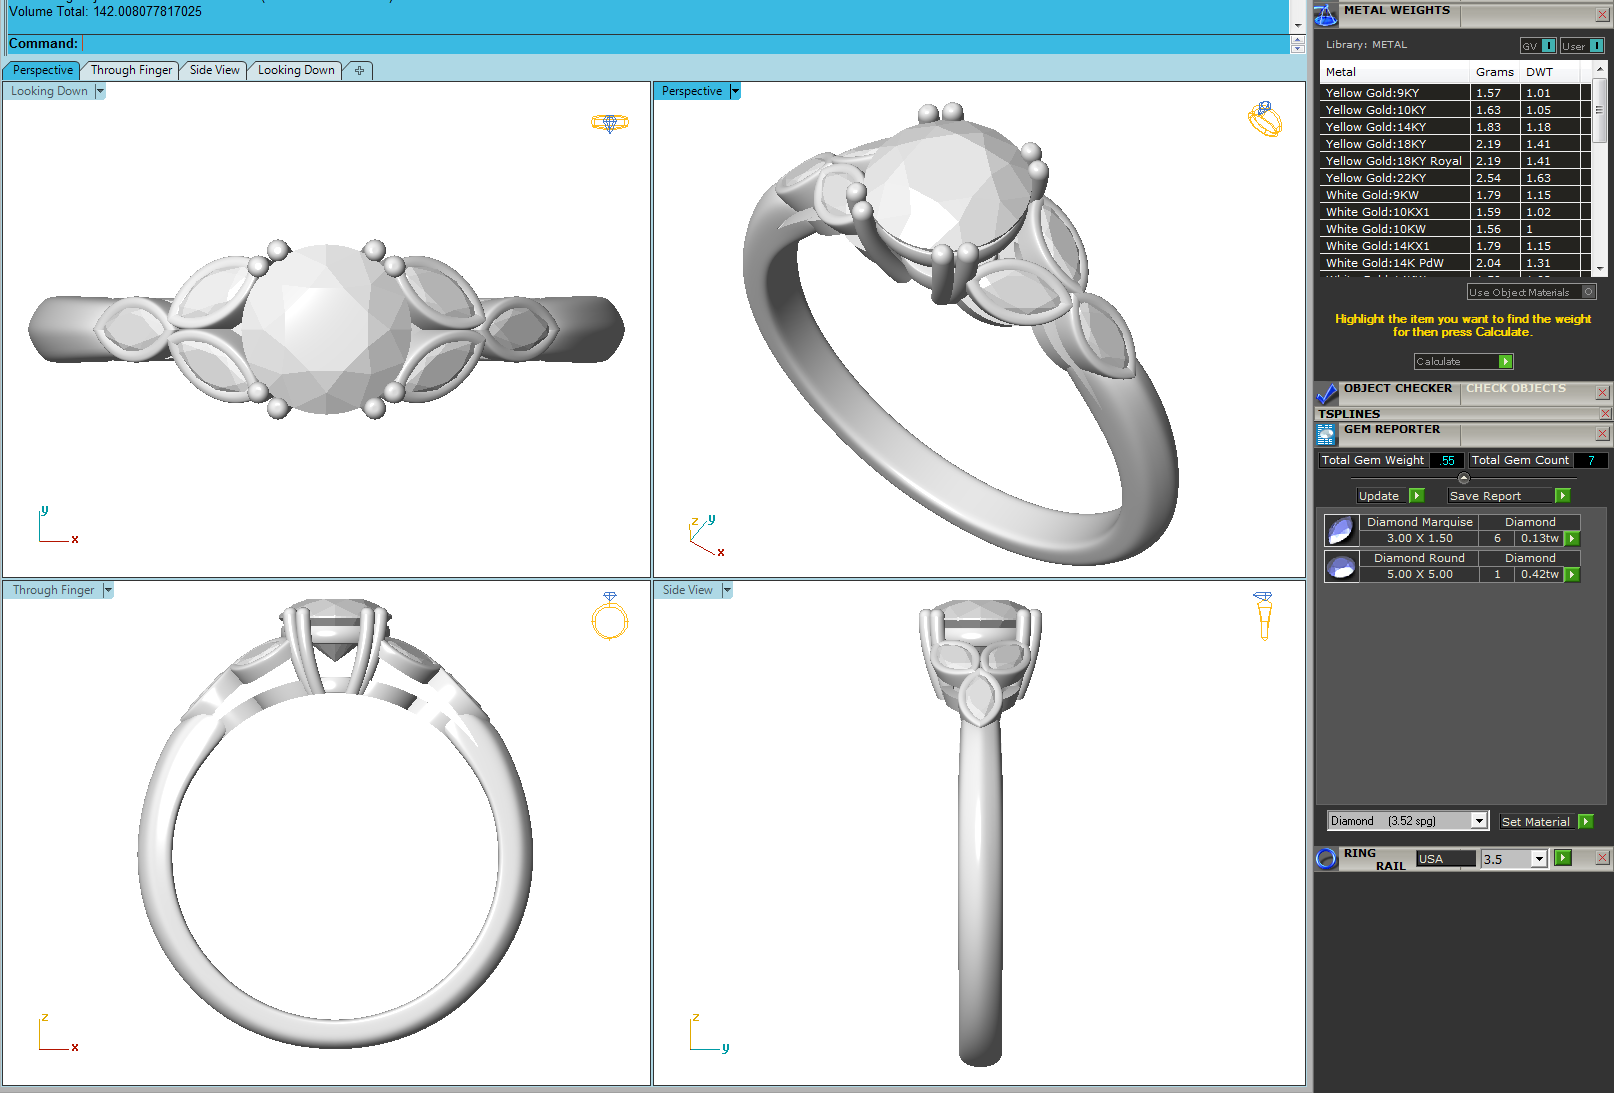 Volume Total: 142.008077817025
Command:
Perspective
Through Finger
Side View
Looking Down
Looking Down
Perspective
y
x
z
y
x
Through Finger
Side View
z
x
z
y
METAL WEIGHTS
Library: METAL
GV
User
Metal Grams DWT
Yellow Gold:9KY 1.57 1.01
Yellow Gold:10KY 1.63 1.05
Yellow Gold:14KY 1.83 1.18
Yellow Gold:18KY 2.19 1.41
Yellow Gold:18KY Royal 2.19 1.41
Yellow Gold:22KY 2.54 1.63
White Gold:9KW 1.79 1.15
White Gold:10KX1 1.59 1.02
White Gold:10KW 1.56 1
White Gold:14KX1 1.79 1.15
White Gold:14K PdW 2.04 1.31
Use Object Materials
Highlight the item you want to find the weight
for then press Calculate.
Calculate
OBJECT CHECKER CHECK OBJECTS
TSPLINES
GEM REPORTER
Total Gem Weight .55 Total Gem Count 7
Update Save Report
Diamond Marquise Diamond
3.00 X 1.50 6 0.13tw
Diamond Round Diamond
5.00 X 5.00 1 0.42tw
Diamond (3.52 spg) Set Material
RING RAIL USA 3.5